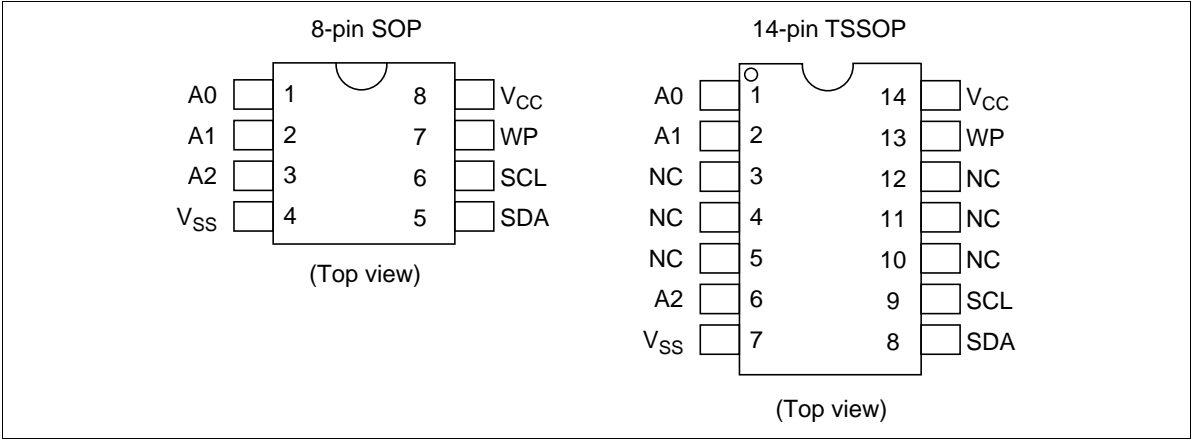 8-pin SOP
A0 1 8 VCC
A1 2 7 WP
A2 3 6 SCL
VSS 4 5 SDA
(Top view)
14-pin TSSOP
A0 1 14 VCC
A1 2 13 WP
NC 3 12 NC
NC 4 11 NC
NC 5 10 NC
A2 6 9 SCL
VSS 7 8 SDA
(Top view)